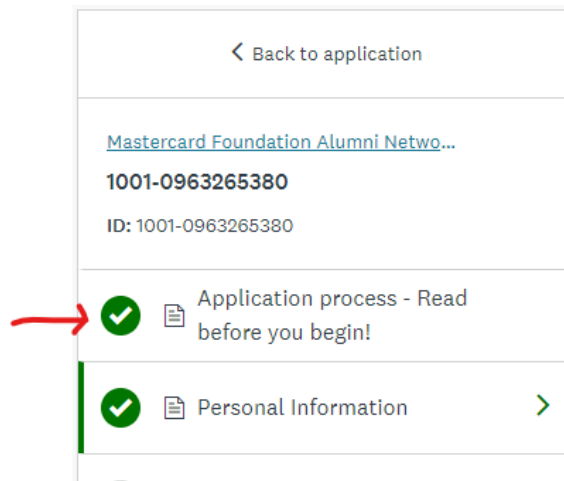 Back to application
Mastercard Foundation Alumni Netwo...
1001-0963265380
ID: 1001-0963265380
Application process - Read
before you begin!
Personal Information